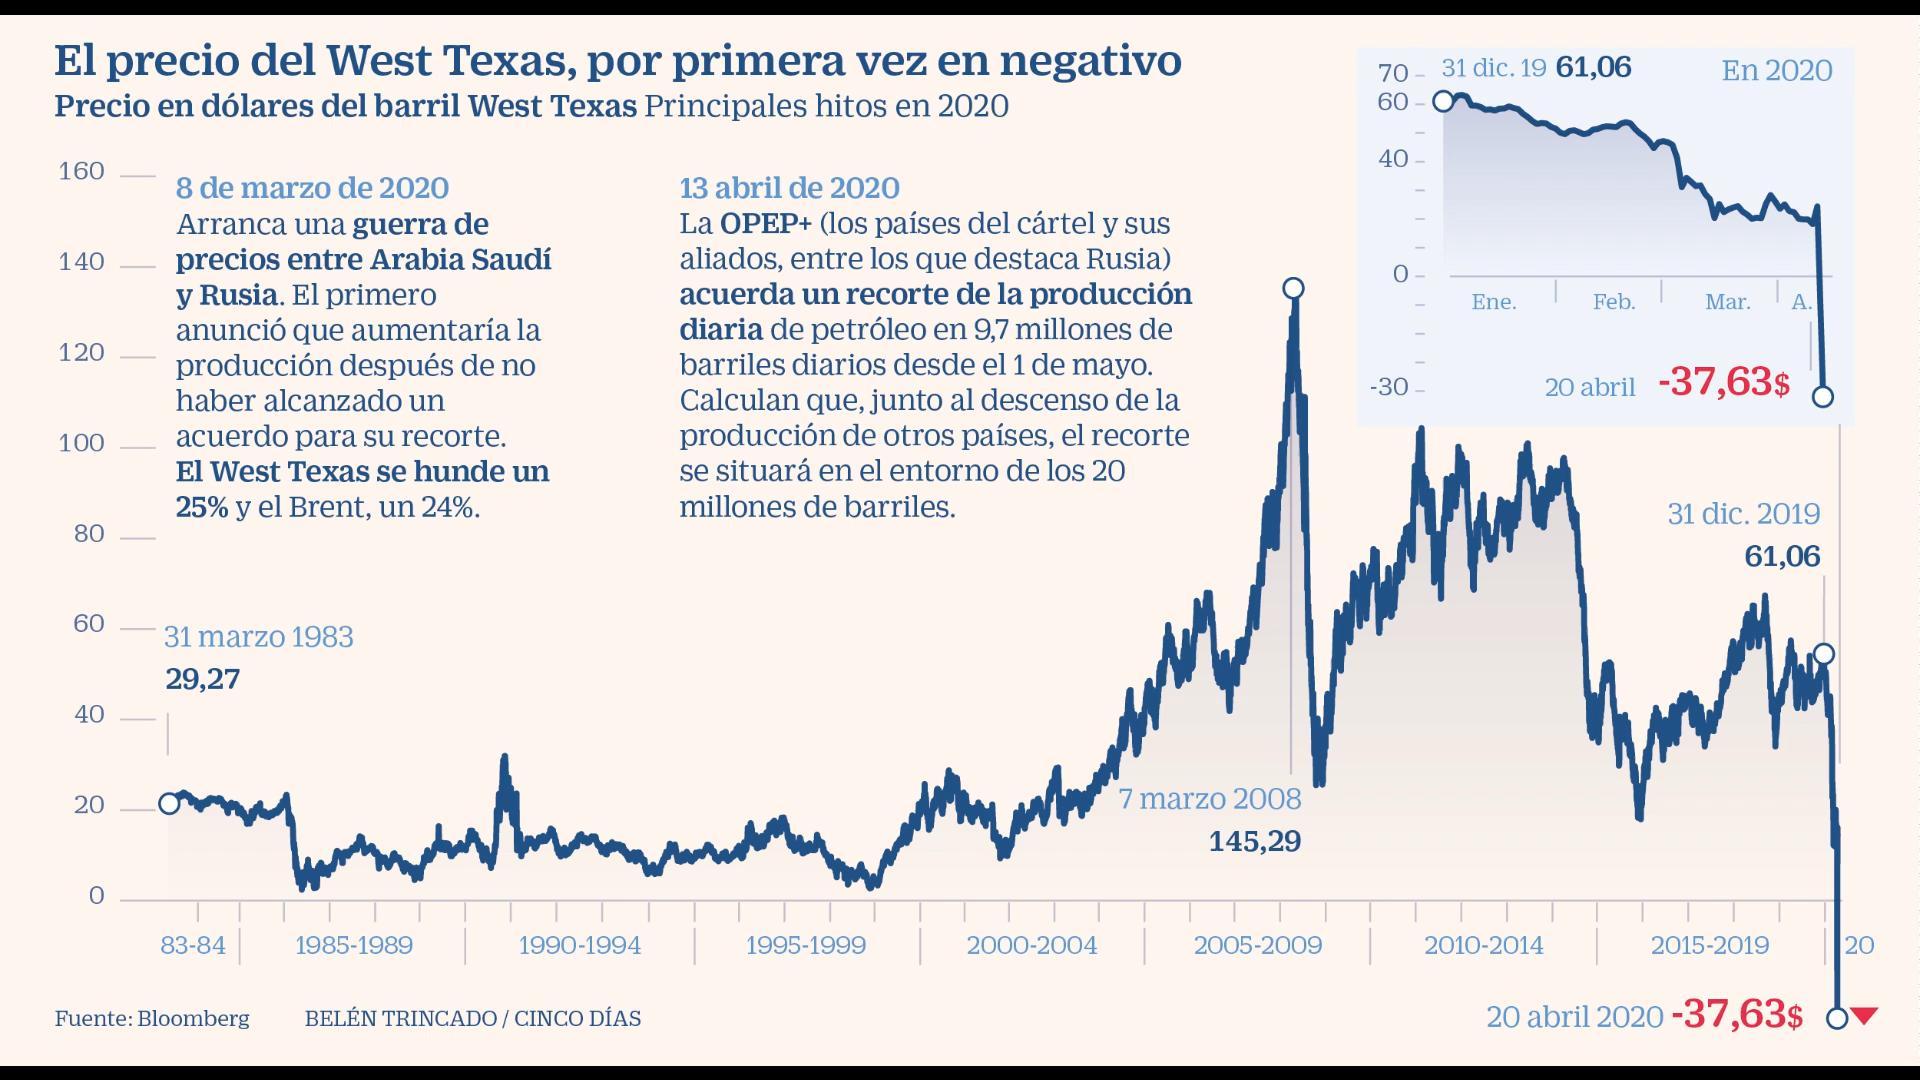 El precio del West Texas, por primera vez en negativo
Precio en dólares del barril West Texas Principales hitos en 2020
160
140
120
100
80
60
40
20
0
8 de marzo de 2020
Arranca una guerra de
precios entre Arabia Saudí
y Rusia. El primero
anunció que aumentaría la
producción después de no
haber alcanzado un
acuerdo para su recorte.
El West Texas se hunde un
25% y el Brent, un 24%.
13 abril de 2020
La OPEP+ (los países del cártel y sus
aliados, entre los que destaca Rusia)
acuerda un recorte de la producción
diaria de petróleo en 9,7 millones de
barriles diarios desde el 1 de mayo.
Calculan que, junto al descenso de la
producción de otros países, el recorte
se situará en el entorno de los 20
millones de barriles.
31 dic. 19 61,06
En 2020
70
60
40
0
-30
Ene. Feb. Mar. A.
20 abril -37,63$
31 marzo 1983
29,27
7 marzo 2008
145,29
31 dic. 2019
61,06
83-84 1985-1989 1990-1994 1995-1999 2000-2004 2005-2009 2010-2014 2015-2019 20
20 abril 2020 -37,63$
Fuente: Bloomberg BELÉN TRINCADO / CINCO DÍAS